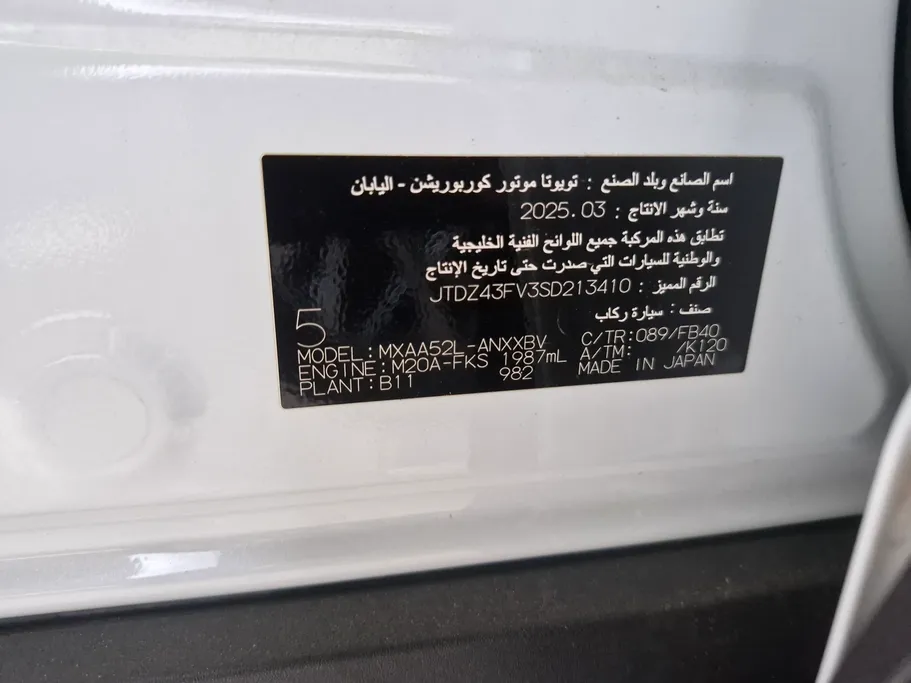 اسم الصانع وبلد الصنع : تويوتا موتور كوربوريشن - اليابان
سنة وشهر الانتاج : 2025.03
تطابق هذه المركبة جميع اللوائح الفنية الخليجية
والوطنية للسيارات التي صدرت حتى تاريخ الإنتاج
الرقم المميز : JTDZ43FV3SD213410
صنف : سيارة ركاب
5
MODEL:MXAA52L-ANXXBV C/TR:089/FB40
ENGINE:M20A-FKS 1987mL A/TM: /K120
PLANT:B11 982 MADE IN JAPAN